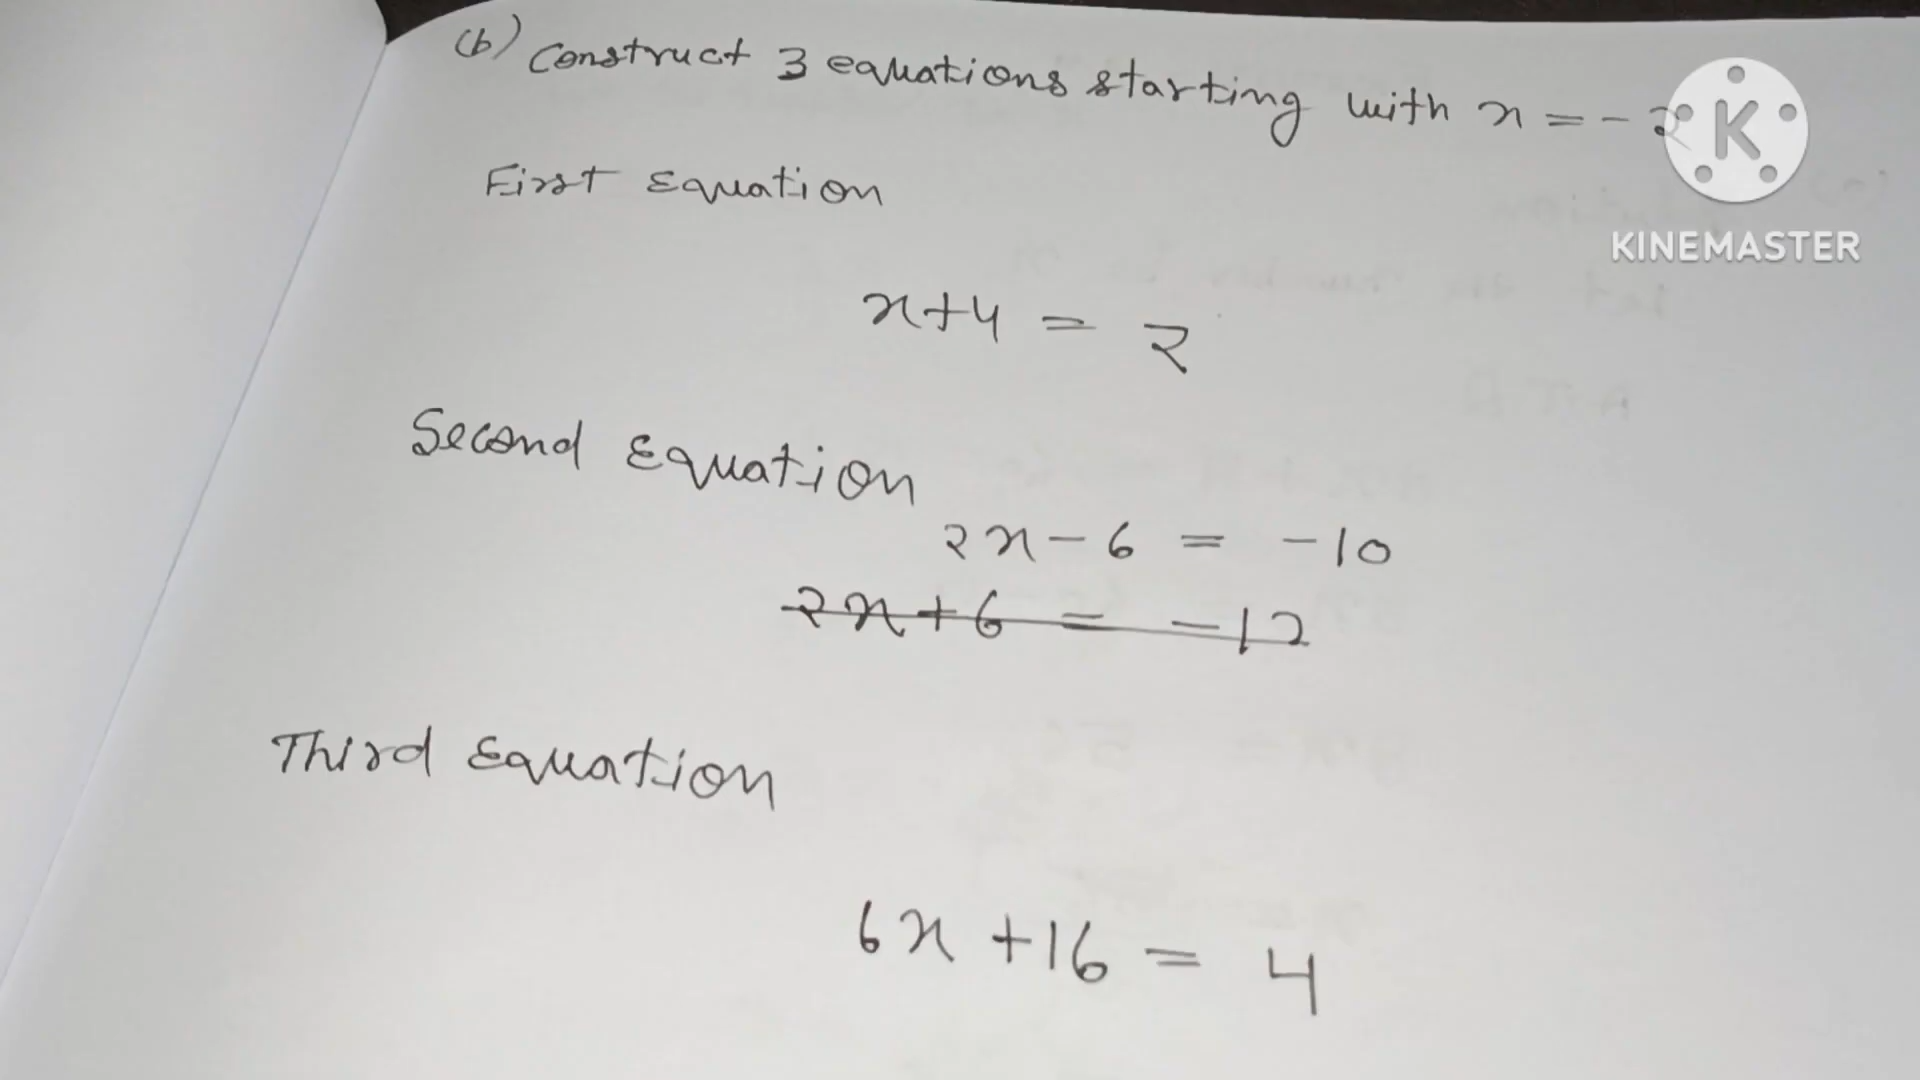 (b) Construct 3 equations starting with x = - 2
K
KINEMASTER
First Equation
x+4 = 2
Second Equation
2x - 6 = -10
2x+6 = -12
Third Equation
6x +16 = 4